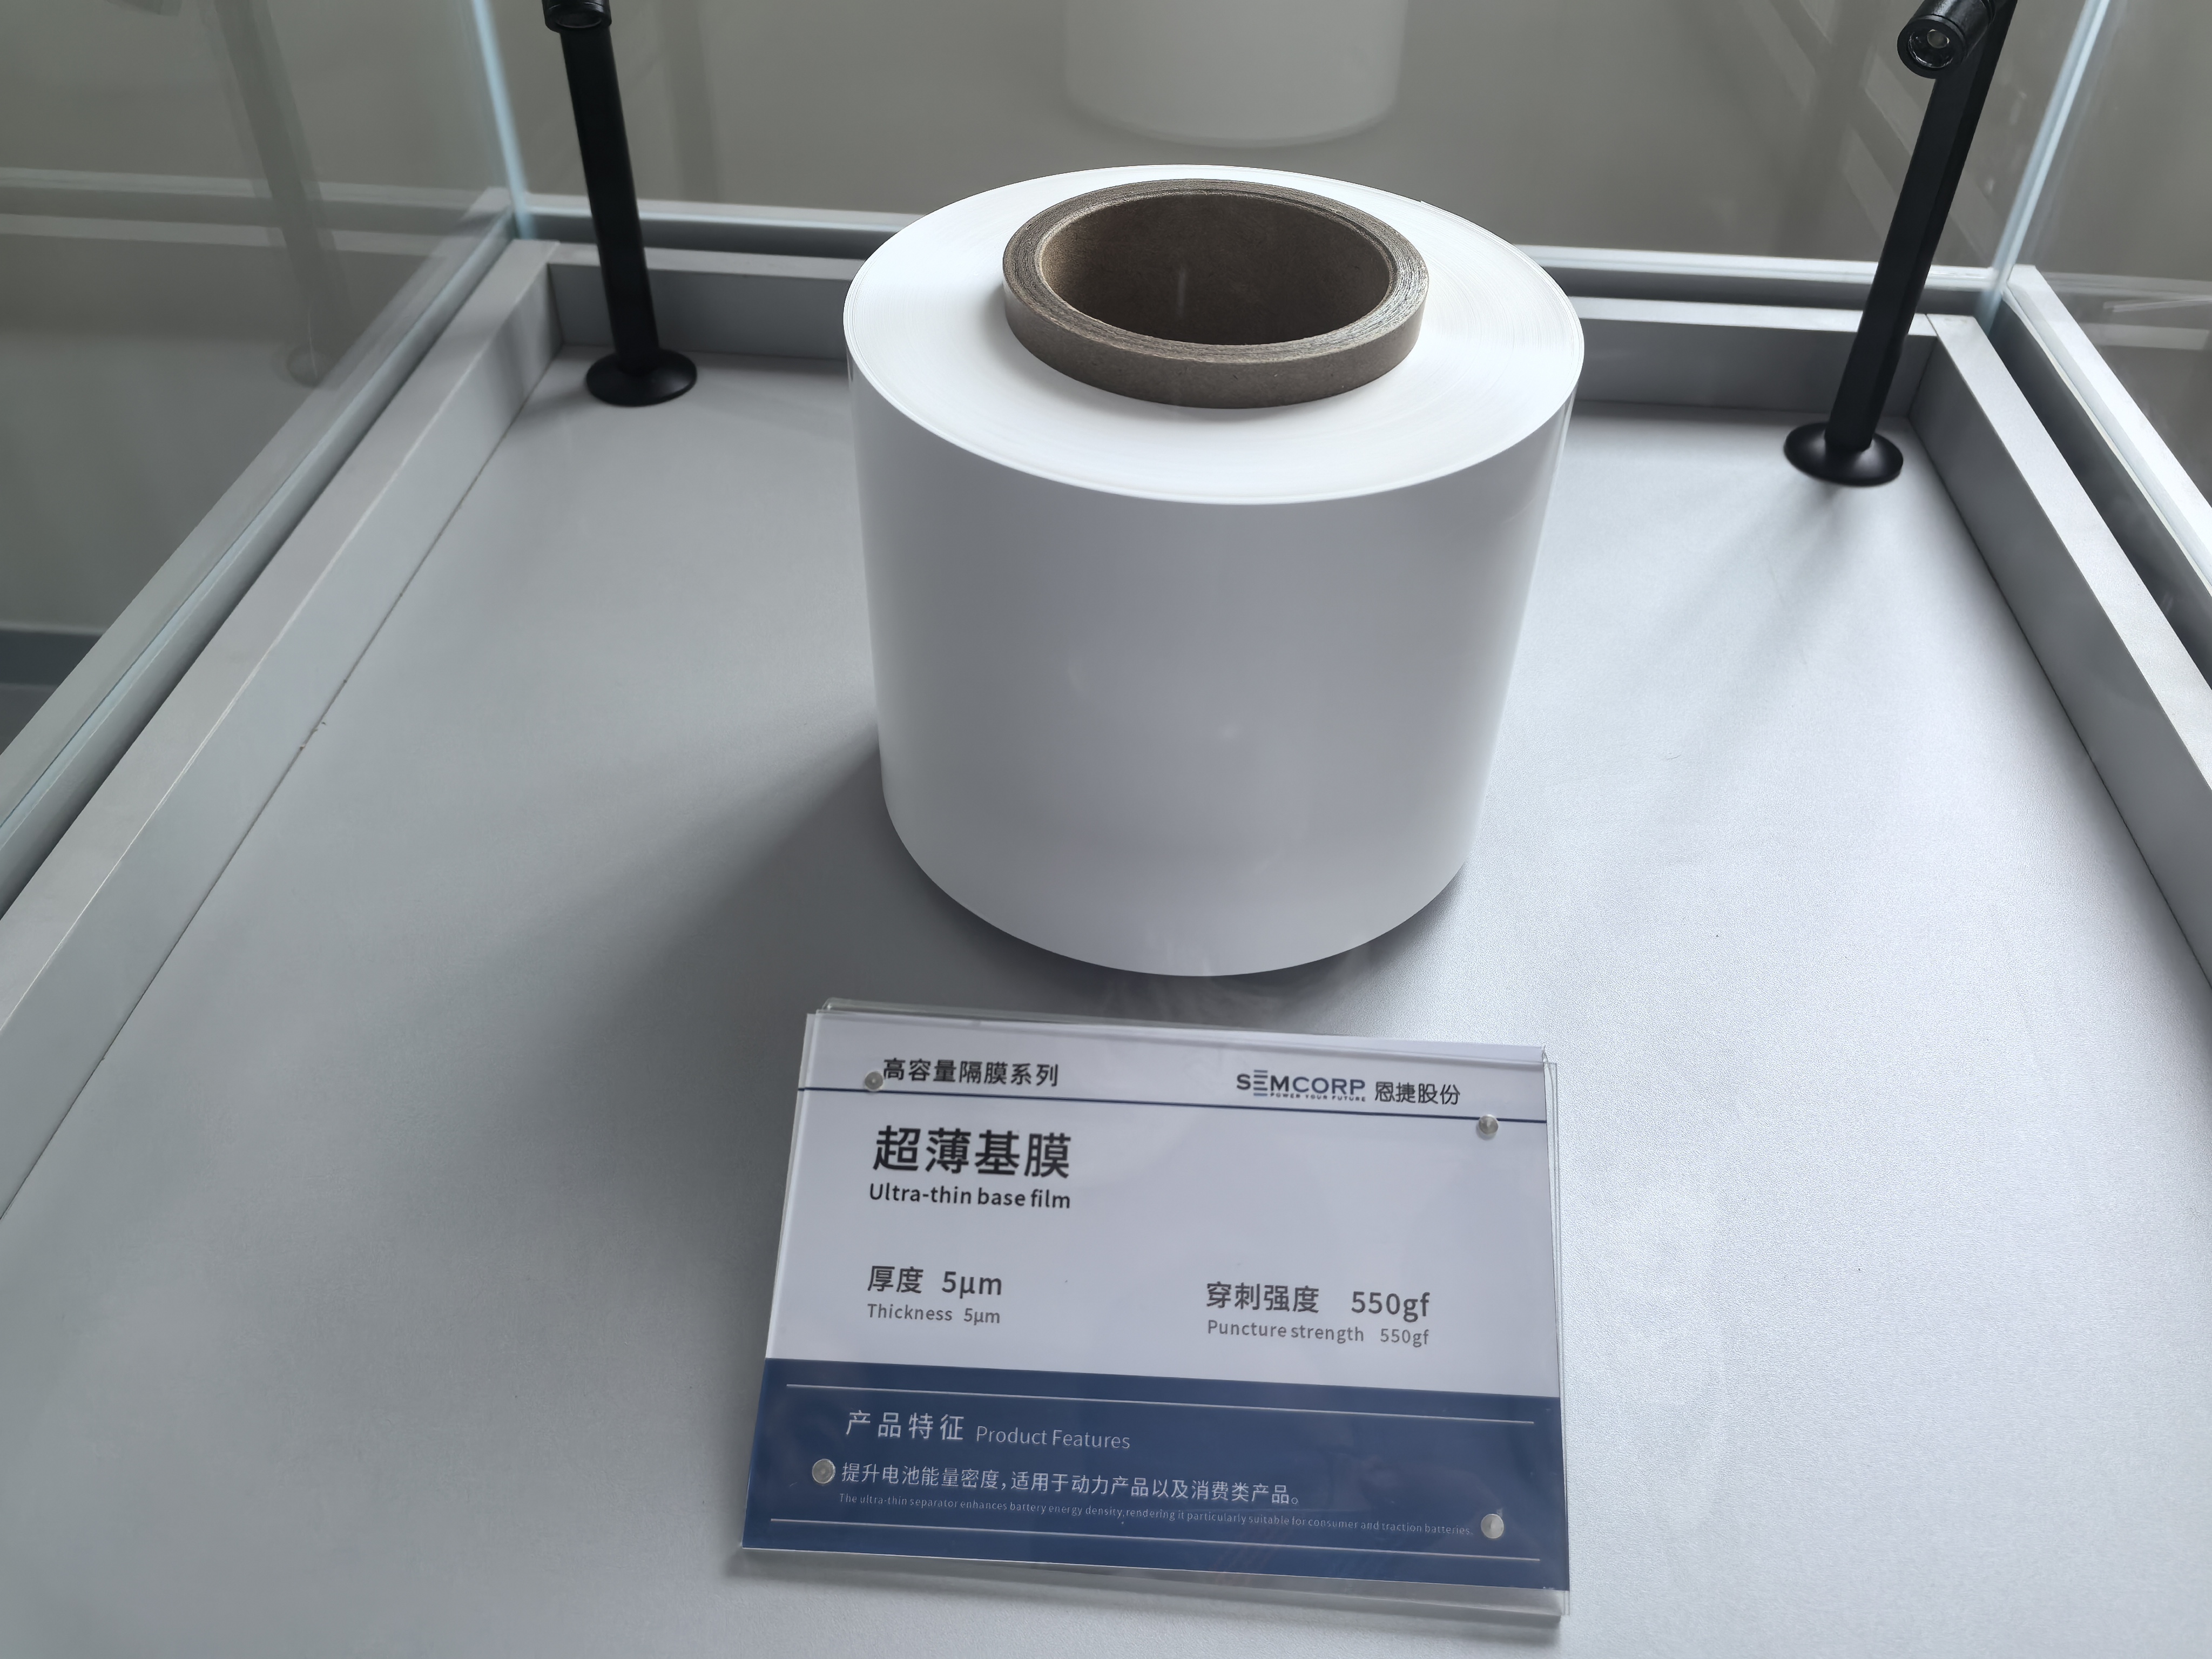 高容量隔膜系列
SEMCORP 恩捷股份
POWER YOUR FUTURE
超薄基膜
Ultra-thin base film
厚度 5μm
Thickness 5μm
穿刺强度 550gf
Puncture strength 550gf
产品特征 Product Features
提升电池能量密度,适用于动力产品以及消费类产品。
The ultra-thin separator enhances battery energy density,rendering it particularly suitable for consumer and traction batteries.